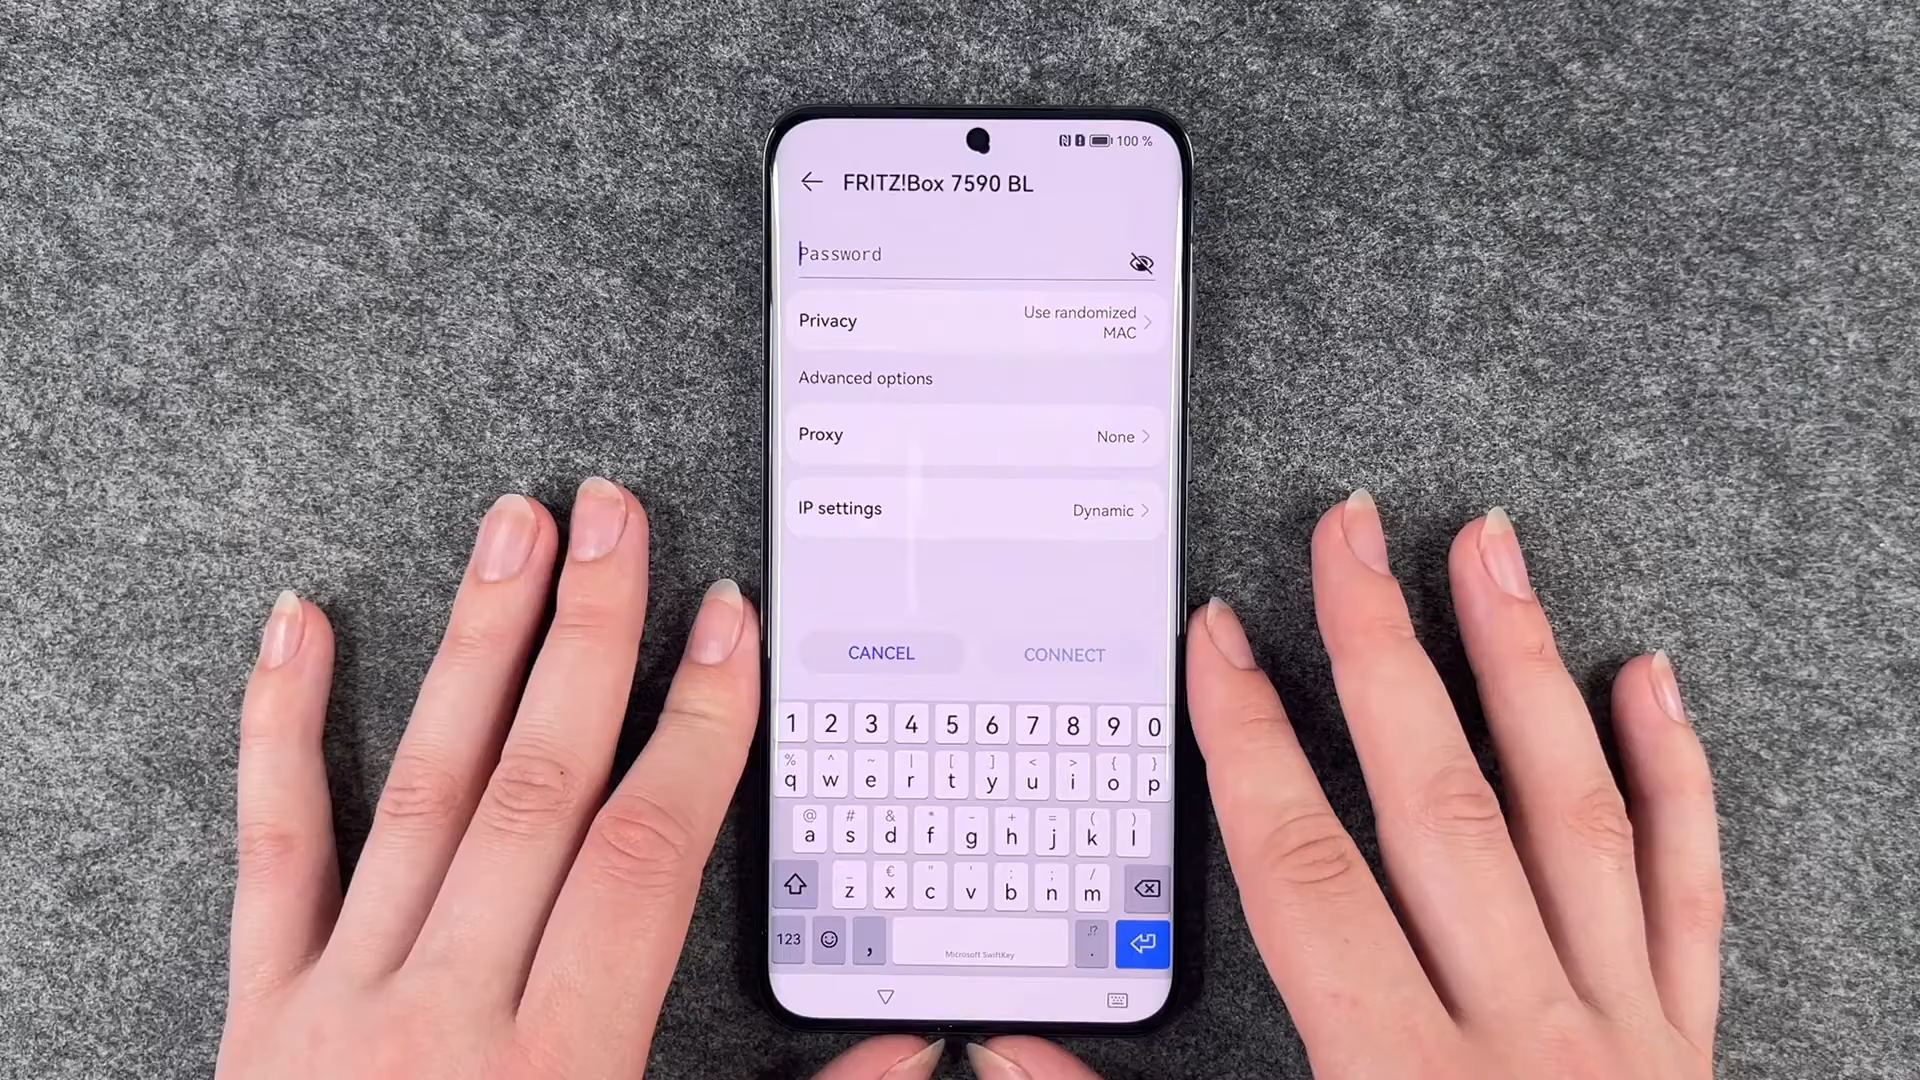 100 %
FRITZ!Box 7590 BL
Password
Privacy
Use randomized
MAC
Advanced options
Proxy
None
IP settings
Dynamic
CANCEL
CONNECT
1 2 3 4 5 6 7 8 9 0
% ^ ~ | [ ] < > { }
q w e r t y u i o p
@ # & * - + = ( )
a s d f g h j k l
_ € " ' : ; /
z x c v b n m
!?
123 , .
Microsoft SwiftKey